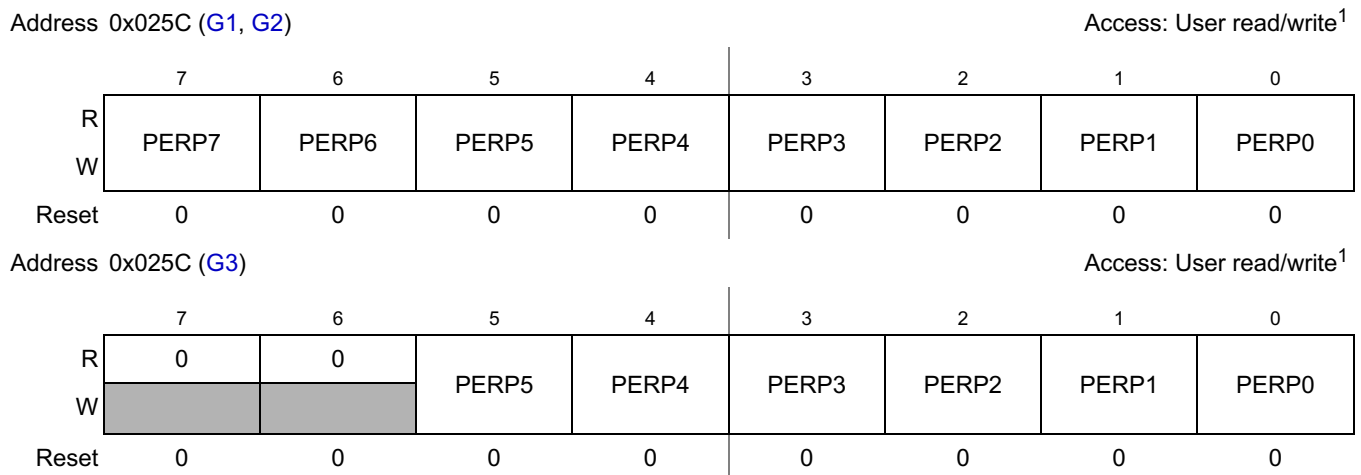 Address 0x025C (G1, G2) Access: User read/write1
7 6 5 4 3 2 1 0
R
PERP7 PERP6 PERP5 PERP4 PERP3 PERP2 PERP1 PERP0
W
Reset 0 0 0 0 0 0 0 0
Address 0x025C (G3) Access: User read/write1
7 6 5 4 3 2 1 0
R 0 0
PERP5 PERP4 PERP3 PERP2 PERP1 PERP0
W
Reset 0 0 0 0 0 0 0 0